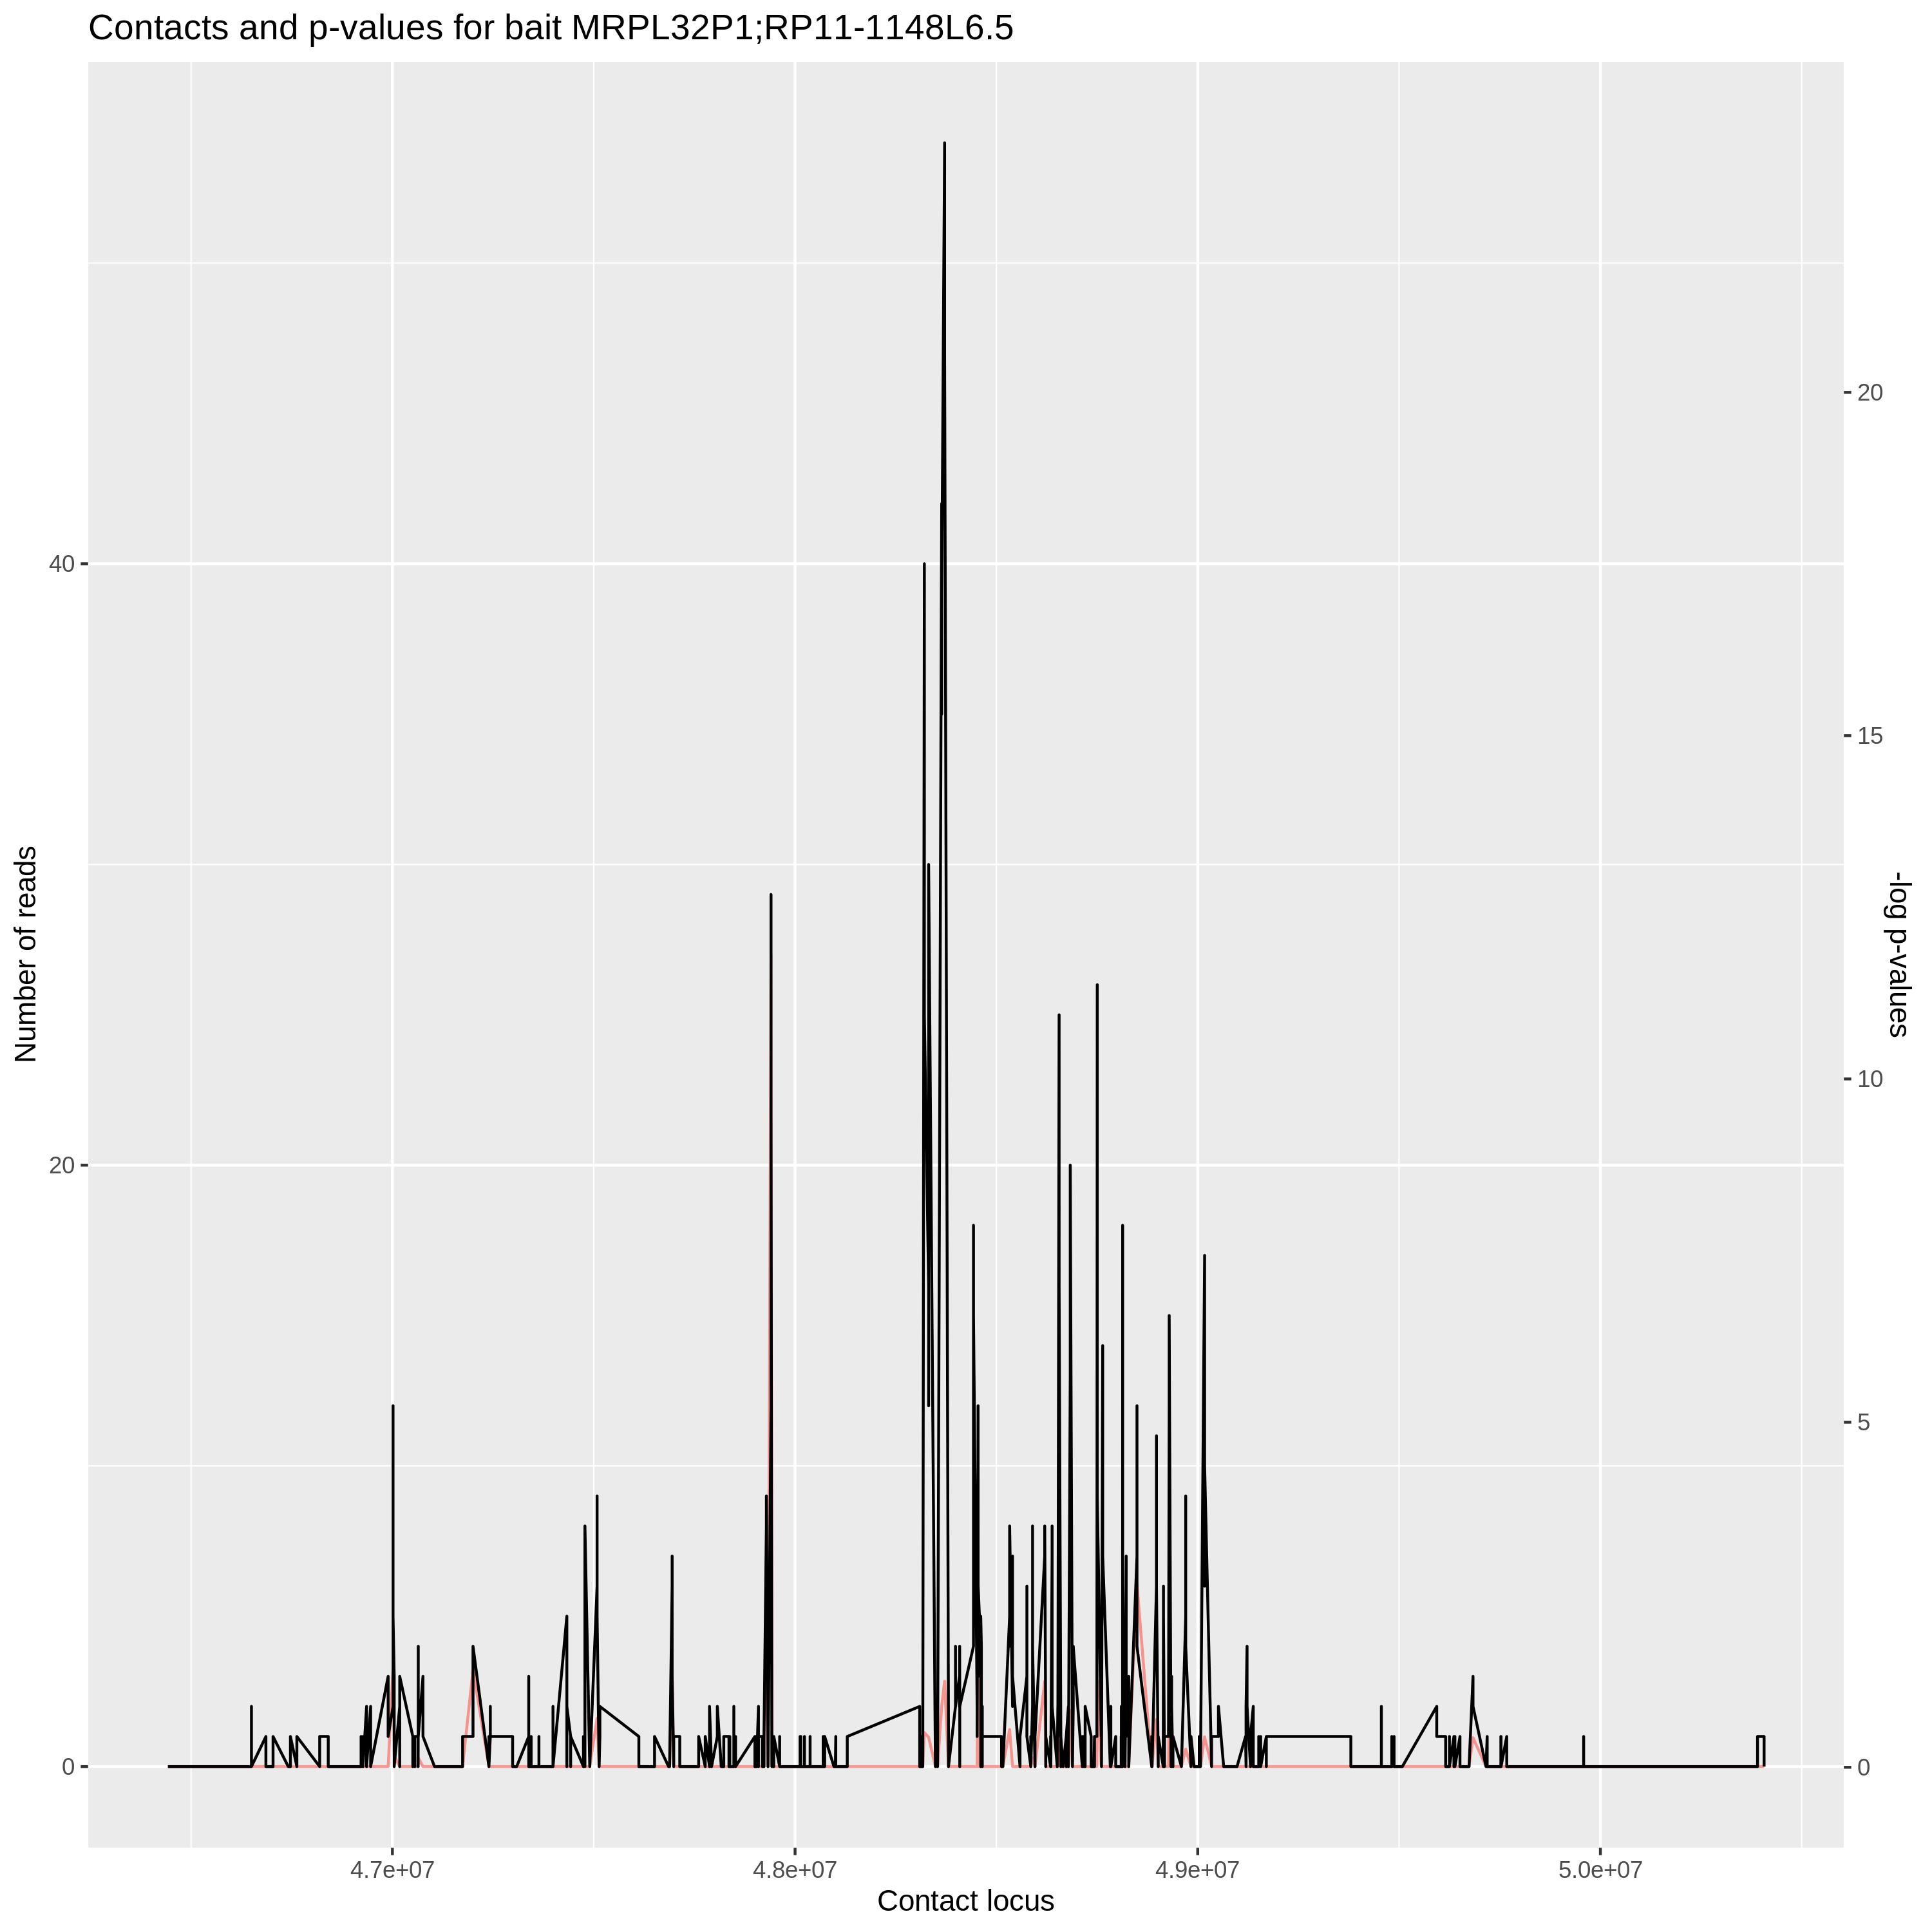 Contacts and p-values for bait MRPL32P1;RP11-1148L6.5
Number of reads
40
20
0
20
15
10
5
0
-log p-values
4.7e+07
4.8e+07
4.9e+07
5.0e+07
Contact locus